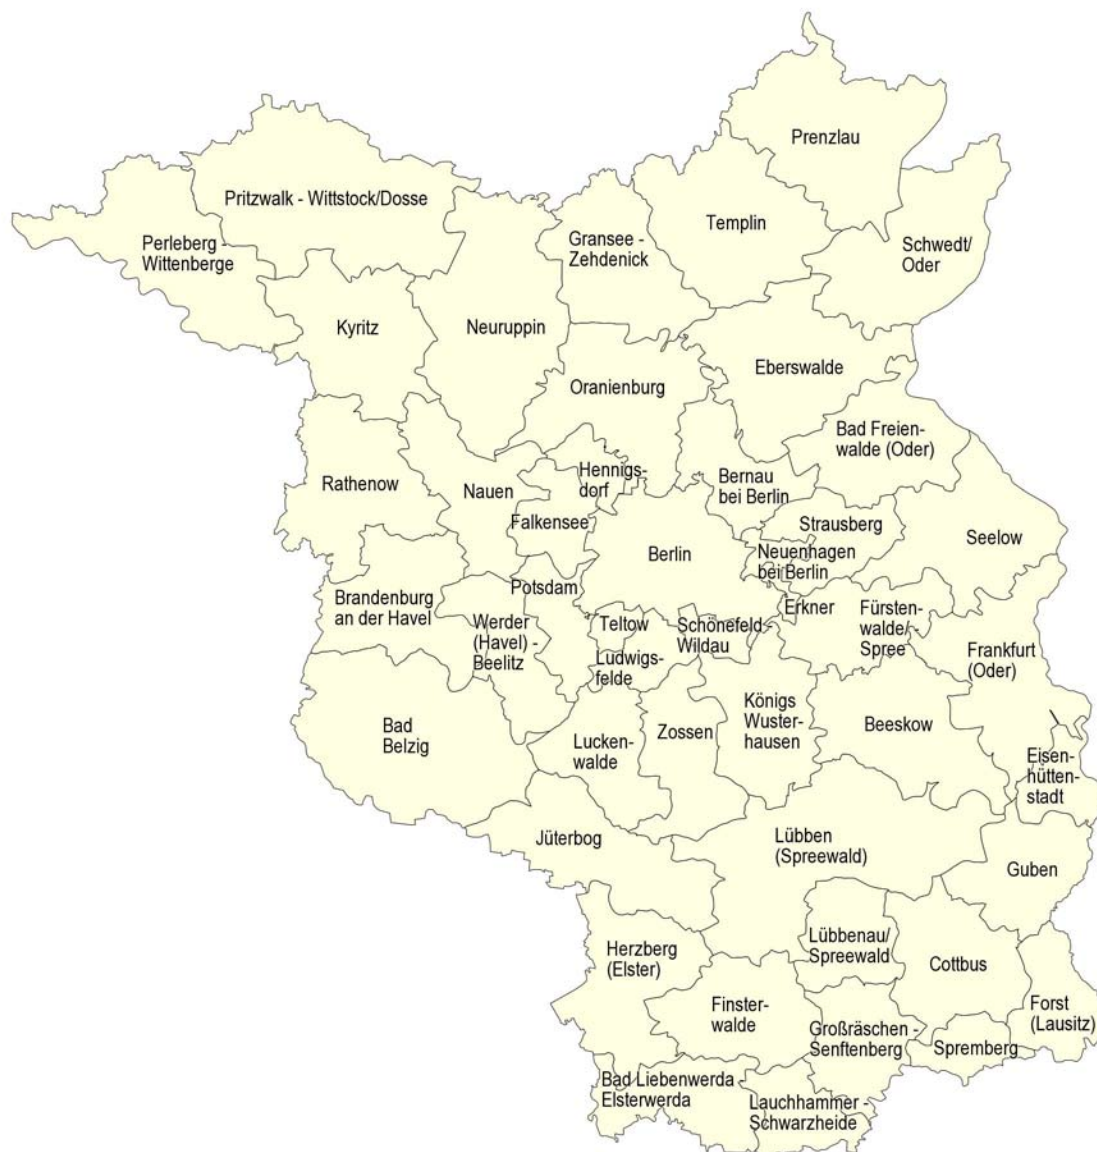 Prenzlau
Pritzwalk - Wittstock/Dosse
Templin
Perleberg -
Wittenberge
Gransee -
Zehdenick
Schwedt/
Oder
Kyritz
Neuruppin
Eberswalde
Oranienburg
Bad Freien-
walde (Oder)
Rathenow
Nauen
Hennigs-
dorf
Bernau
bei Berlin
Falkensee
Strausberg
Seelow
Berlin
Neuenhagen
bei Berlin
Brandenburg
an der Havel
Potsdam
Werder
(Havel) -
Beelitz
Teltow
Schönefeld-
Wildau
Erkner
Fürsten-
walde/
Spree
Frankfurt
(Oder)
Ludwigs-
felde
Bad
Belzig
Lucken-
walde
Zossen
Königs
Wuster-
hausen
Beeskow
Eisen-
hütten-
stadt
Jüterbog
Lübben
(Spreewald)
Guben
Herzberg
(Elster)
Lübbenau/
Spreewald
Cottbus
Finster-
walde
Großräschen -
Senftenberg
Spremberg
Forst
(Lausitz)
Bad Liebenwerda -
Elsterwerda
Lauchhammer -
Schwarzheide